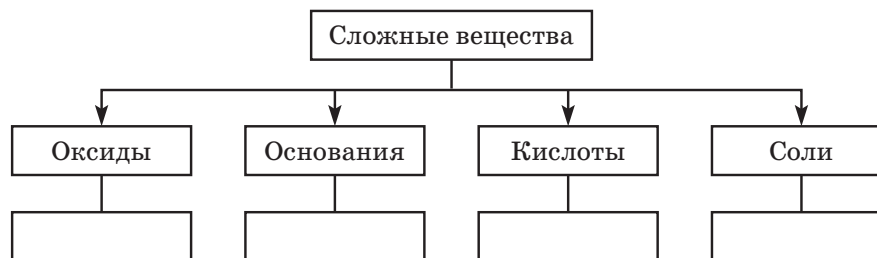 Сложные вещества
Оксиды
Основания
Кислоты
Соли